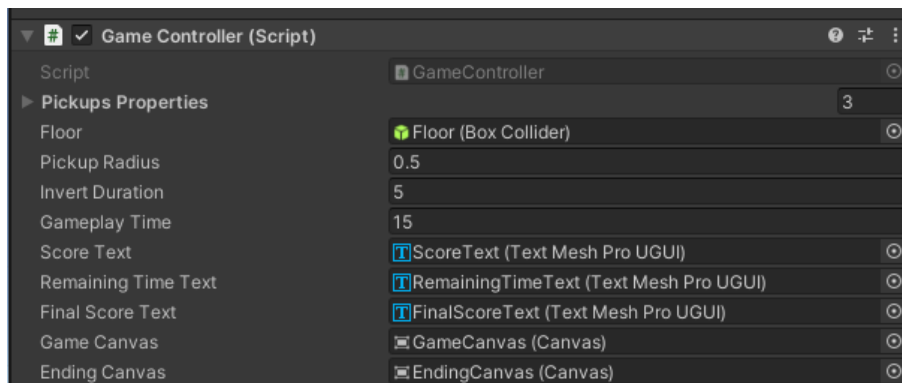 # Game Controller (Script)
Script # GameController
Pickups Properties 3
Floor Floor (Box Collider)
Pickup Radius 0.5
Invert Duration 5
Gameplay Time 15
Score Text T ScoreText (Text Mesh Pro UGUI)
Remaining Time Text T RemainingTimeText (Text Mesh Pro UGUI)
Final Score Text T FinalScoreText (Text Mesh Pro UGUI)
Game Canvas GameCanvas (Canvas)
Ending Canvas EndingCanvas (Canvas)